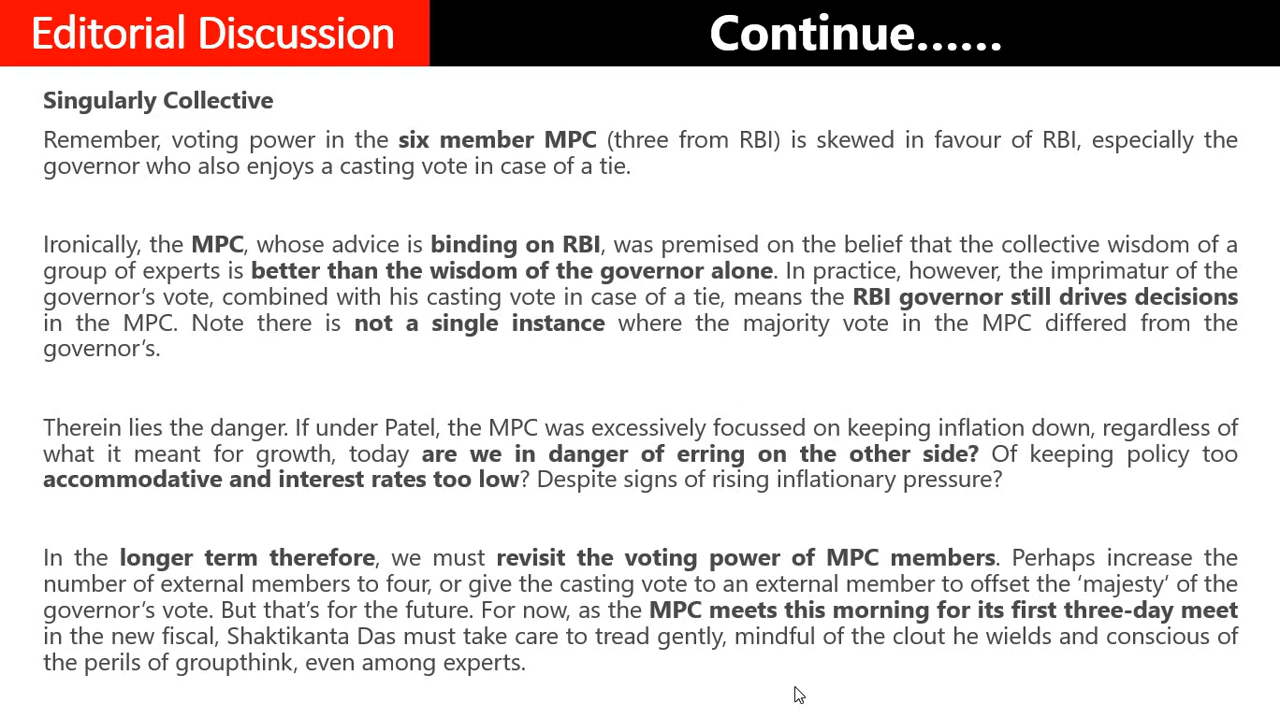 Editorial Discussion
Continue......
Singularly Collective
Remember, voting power in the six member MPC (three from RBI) is skewed in favour of RBI, especially the
governor who also enjoys a casting vote in case of a tie.
Ironically, the MPC, whose advice is binding on RBI, was premised on the belief that the collective wisdom of a
group of experts is better than the wisdom of the governor alone. In practice, however, the imprimatur of the
governor's vote, combined with his casting vote in case of a tie, means the RBI governor still drives decisions
in the MPC. Note there is not a single instance where the majority vote in the MPC differed from the
governor's.
Therein lies the danger. If under Patel, the MPC was excessively focussed on keeping inflation down, regardless of
what it meant for growth, today are we in danger of erring on the other side? Of keeping policy too
accommodative and interest rates too low? Despite signs of rising inflationary pressure?
In the longer term therefore, we must revisit the voting power of MPC members. Perhaps increase the
number of external members to four, or give the casting vote to an external member to offset the 'majesty' of the
governor's vote. But that's for the future. For now, as the MPC meets this morning for its first three-day meet
in the new fiscal, Shaktikanta Das must take care to tread gently, mindful of the clout he wields and conscious of
the perils of groupthink, even among experts.